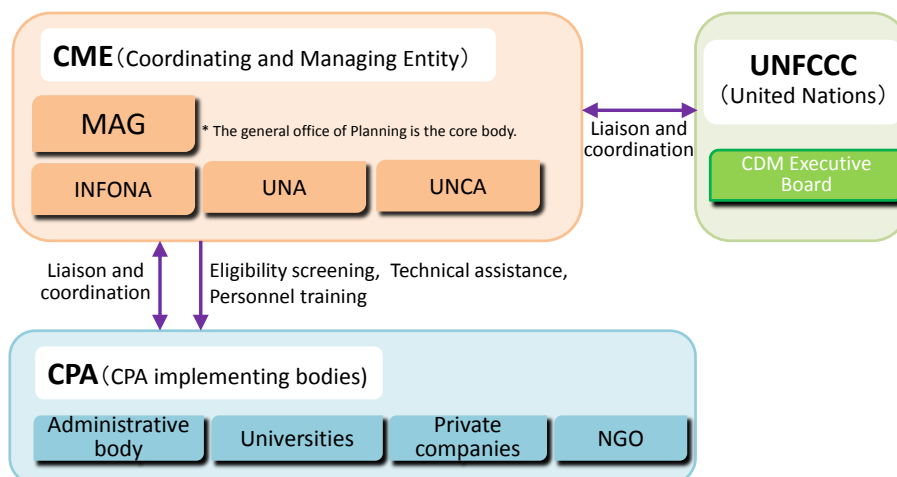 CME（Coordinating and Managing Entity）
MAG
* The general office of Planning is the core body.
INFONA
UNA
UNCA
Liaison and
coordination
UNFCCC
（United Nations）
CDM Executive
Board
Liaison and
coordination
Eligibility screening, Technical assistance,
Personnel training
CPA（CPA implementing bodies)
Administrative
body
Universities
Private
companies
NGO